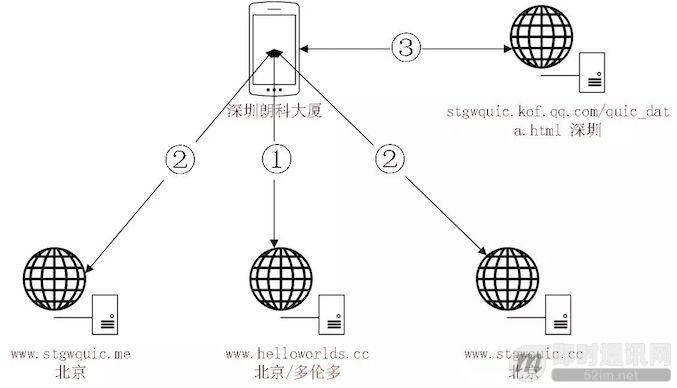 ③
深圳朗科大厦
stgwquic.kof.qq.com/quic_dat
a.html 深圳
②
①
②
www.stgwquic.me
北京
www.helloworlds.cc
北京/多伦多
www.stgwquic.cc
北京
即时通讯网
52im.net